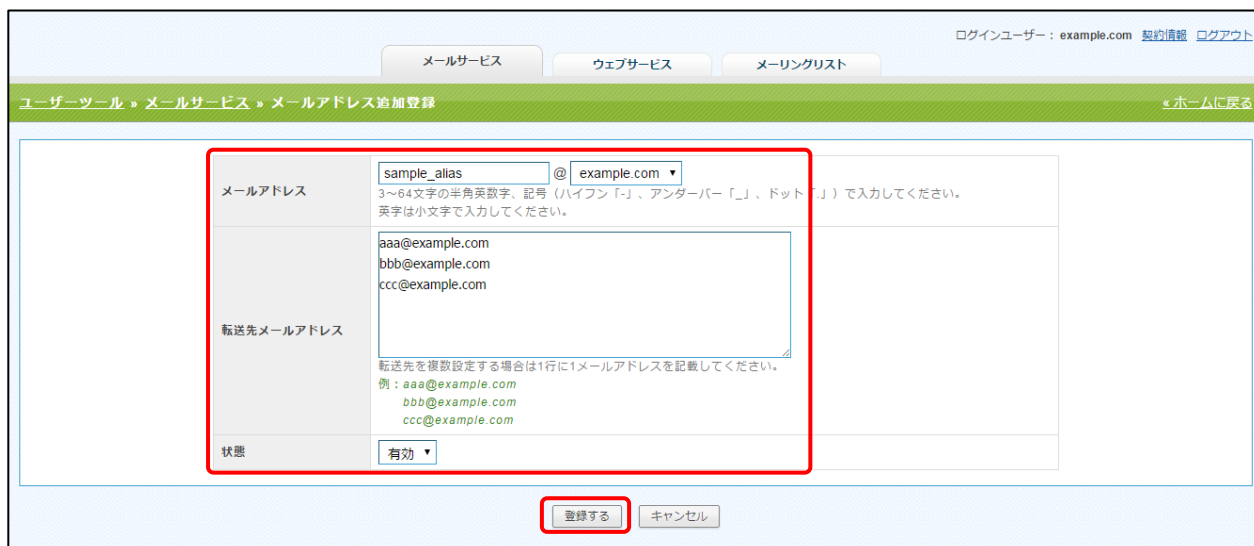 ログインユーザー : example.com 契約情報 ログアウト
メールサービス ウェブサービス メーリングリスト
ユーザーツール » メールサービス » メールアドレス追加登録 « ホームに戻る
メールアドレス sample_alias @ example.com
3～64文字の半角英数字、記号（ハイフン「-」、アンダーバー「_」、ドット「.」）で入力してください。
英字は小文字で入力してください。
aaa@example.com
bbb@example.com
ccc@example.com
転送先メールアドレス
転送先を複数設定する場合は1行に1メールアドレスを記載してください。
例：aaa@example.com
bbb@example.com
ccc@example.com
状態 有効
登録する キャンセル